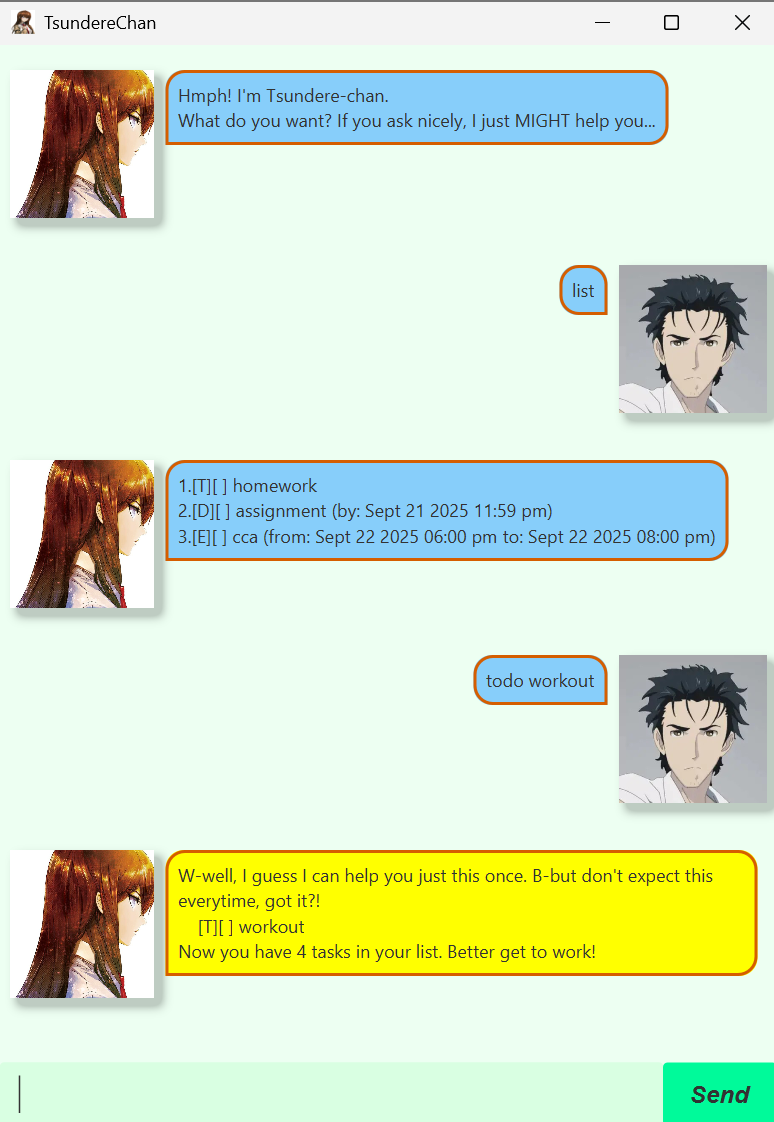 TsundereChan
Hmph! I'm Tsundere-chan.
What do you want? If you ask nicely, I just MIGHT help you...
list
1.[T][ ] homework
2.[D][ ] assignment (by: Sept 21 2025 11:59 pm)
3.[E][ ] cca (from: Sept 22 2025 06:00 pm to: Sept 22 2025 08:00 pm)
todo workout
W-well, I guess I can help you just this once. B-but don't expect this
everytime, got it?!
[T][ ] workout
Now you have 4 tasks in your list. Better get to work!
Send